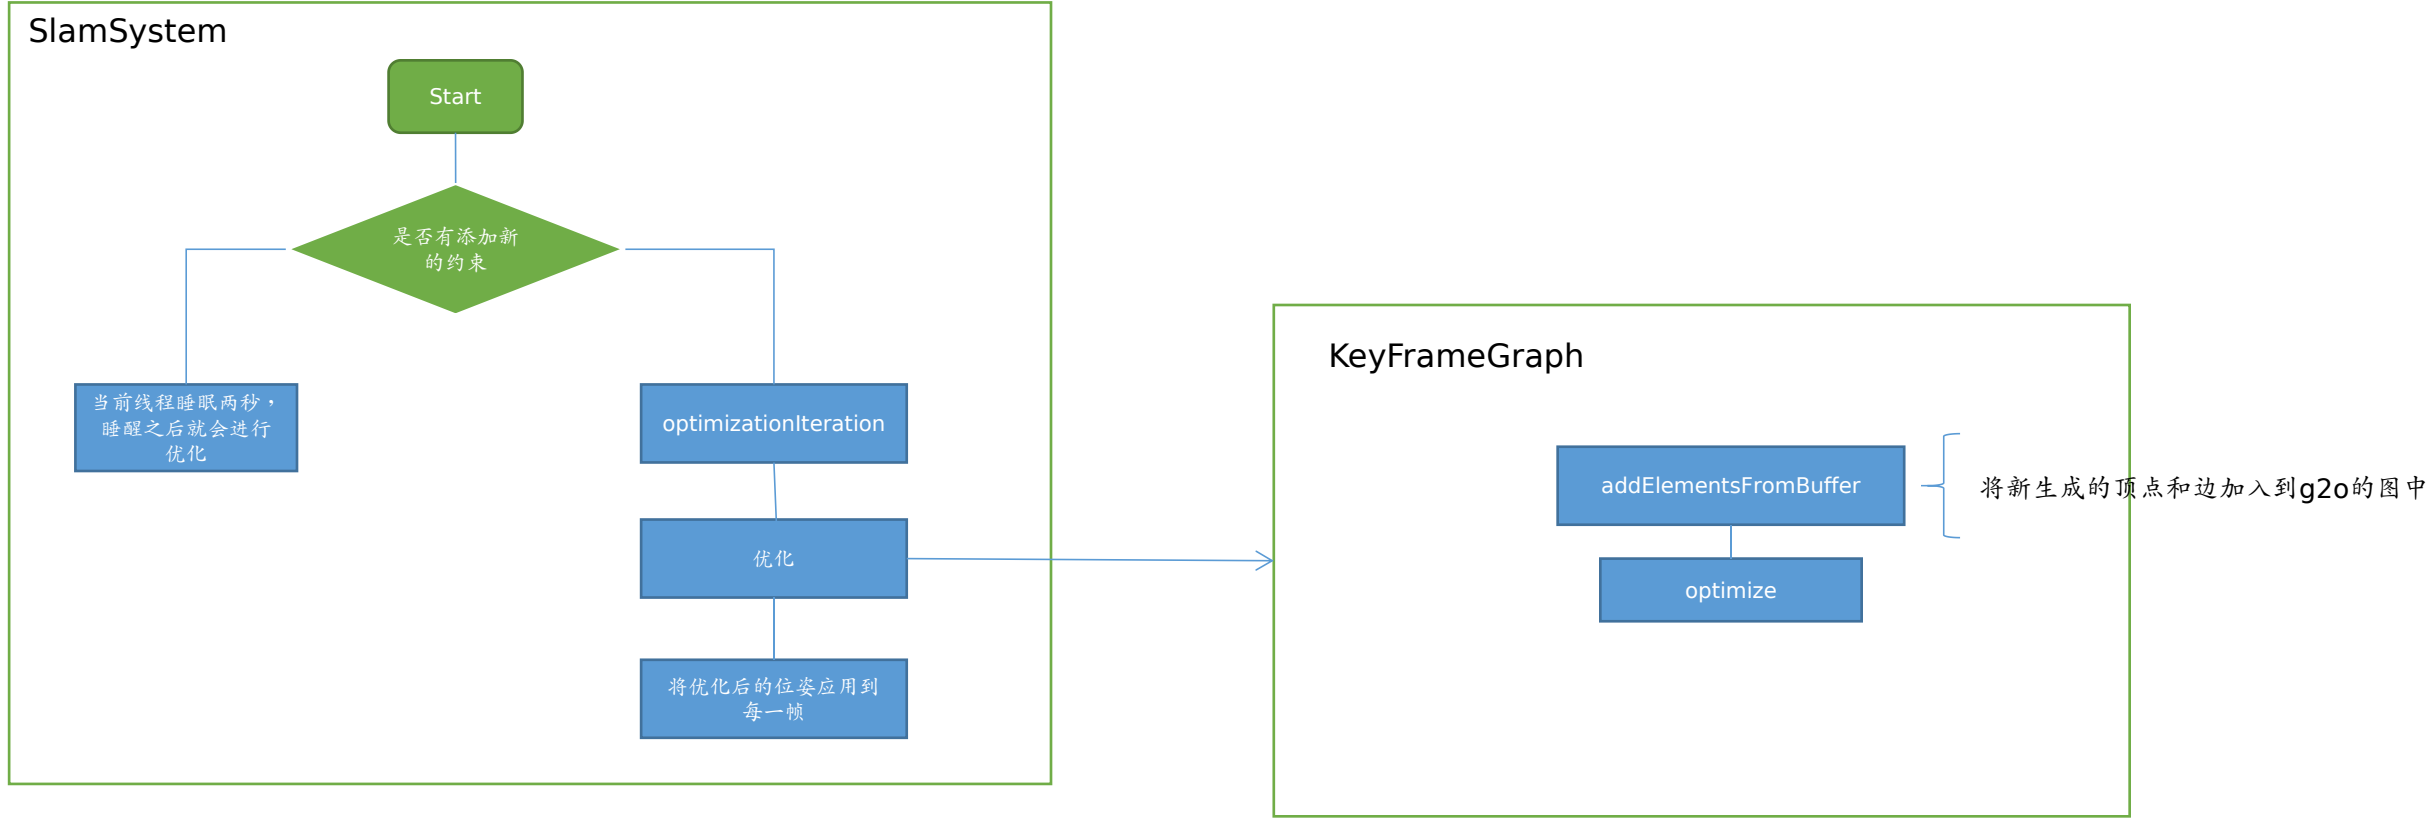 SlamSystem
Start
是否有添加新
的约束
当前线程睡眠两秒，
睡醒之后就会进行
优化
optimizationIteration
优化
将优化后的位姿应用到
每一帧
KeyFrameGraph
addElementsFromBuffer
将新生成的顶点和边加入到g2o的图中
optimize